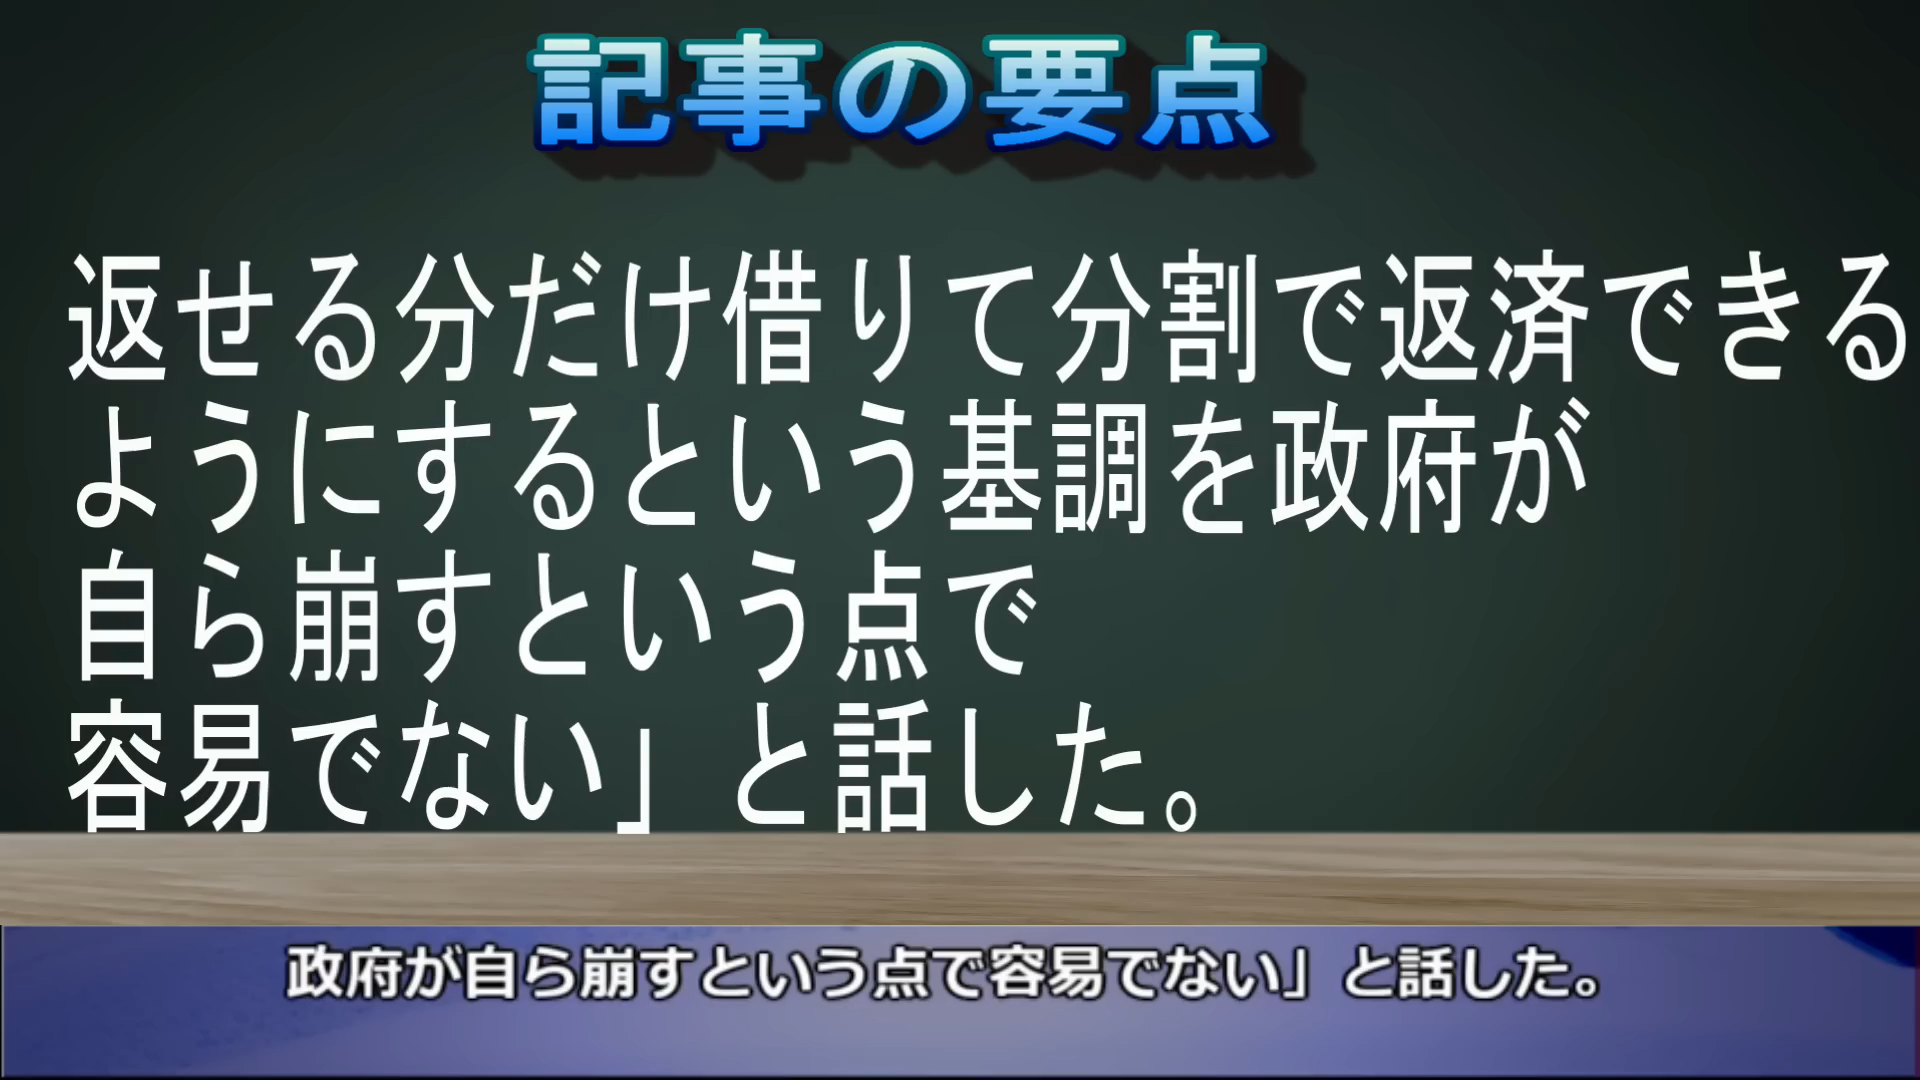 記事の要点
返せる分だけ借りて分割で返済できる
ようにするという基調を政府が
自ら崩すという点で
容易でない」と話した。
政府が自ら崩すという点で容易でない」と話した。